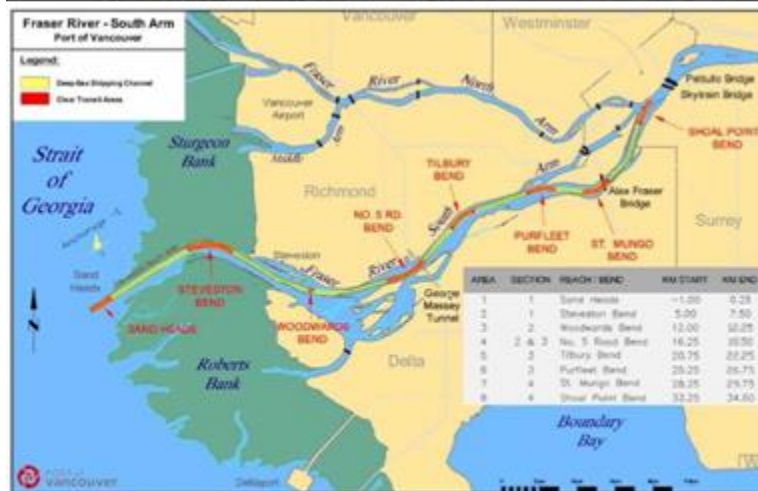 Fraser River - South Arm
Port of Vancouver
Legend:
Deep-Sea Shipping Channel
Clear Transit Areas
Vancouver
Westminster
Fraser
River
North
Arm
Pattullo Bridge
Skytrain Bridge
Vancouver
Airport
Middle
Arm
SHOAL POINT
BEND
Sturgeon
Bank
Strait
of
Georgia
TILBURY
BEND
Arm
Richmond
South
Alex Fraser
Bridge
NO. 5 RD.
BEND
Surrey
PURFLEET
BEND
ST. MUNGO
BEND
Steveston
Sand
Heads
STEVESTON
BEND
Fraser
River
SAND HEADS
WOODWARDS
BEND
George
Massey
Tunnel
N
Delta
Roberts
Bank
AREA SECTION REACH / BEND KM START KM END
1 1 Sand Heads -1.00 0.25
2 1 Steveston Bend 5.00 7.50
3 2 Woodwards Bend 12.00 12.25
4 2 & 3 No. 5 Road Bend 16.25
5 3 Tilbury Bend 20.75 22.25
6 3 Purfleet Bend 25.25 26.75
7 4 St. Mungo Bend 28.25 29.75
8 4 Shoal Point Bend 33.25 34.50
Boundary
Bay
Deltaport
vancouver